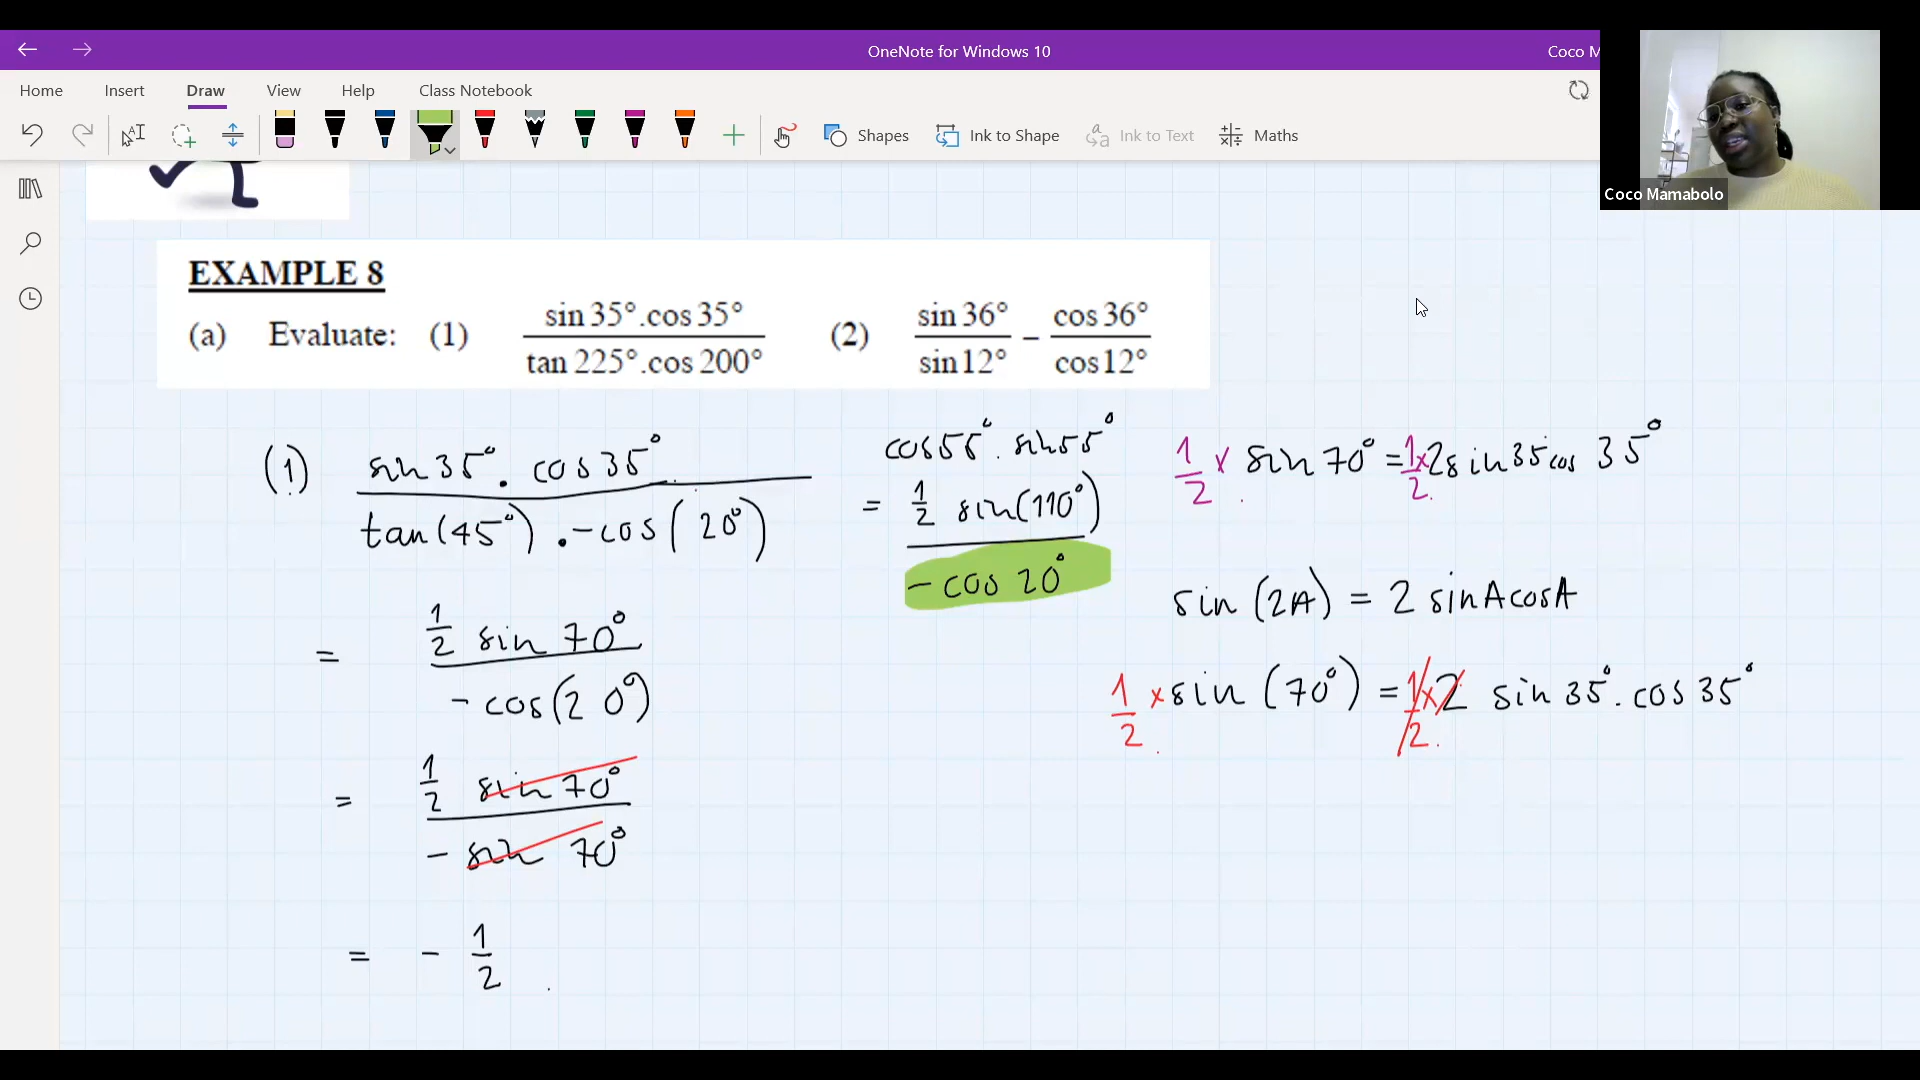 OneNote for Windows 10
Coco M
Home Insert Draw View Help Class Notebook
Shapes Ink to Shape Ink to Text Maths
Coco Mamabolo
EXAMPLE 8
(a) Evaluate: (1) sin 35°.cos 35° / tan 225°.cos 200° (2) sin 36° / sin 12° − cos 36° / cos 12°
(1) sin 35° . cos 35° / tan(45°) . -cos(20°)
= 1/2 sin 70° / - cos(20°)
= 1/2 sin 70° / - sin 70°
= - 1/2
cos 55° . sin 55°
= 1/2 sin(110°) / - cos 20°
1/2 × sin 70° = 1/2 × 2 sin 35 cos 35°
sin (2A) = 2 sinA cosA
1/2 × sin (70°) = 1/2 × 2 sin 35° . cos 35°